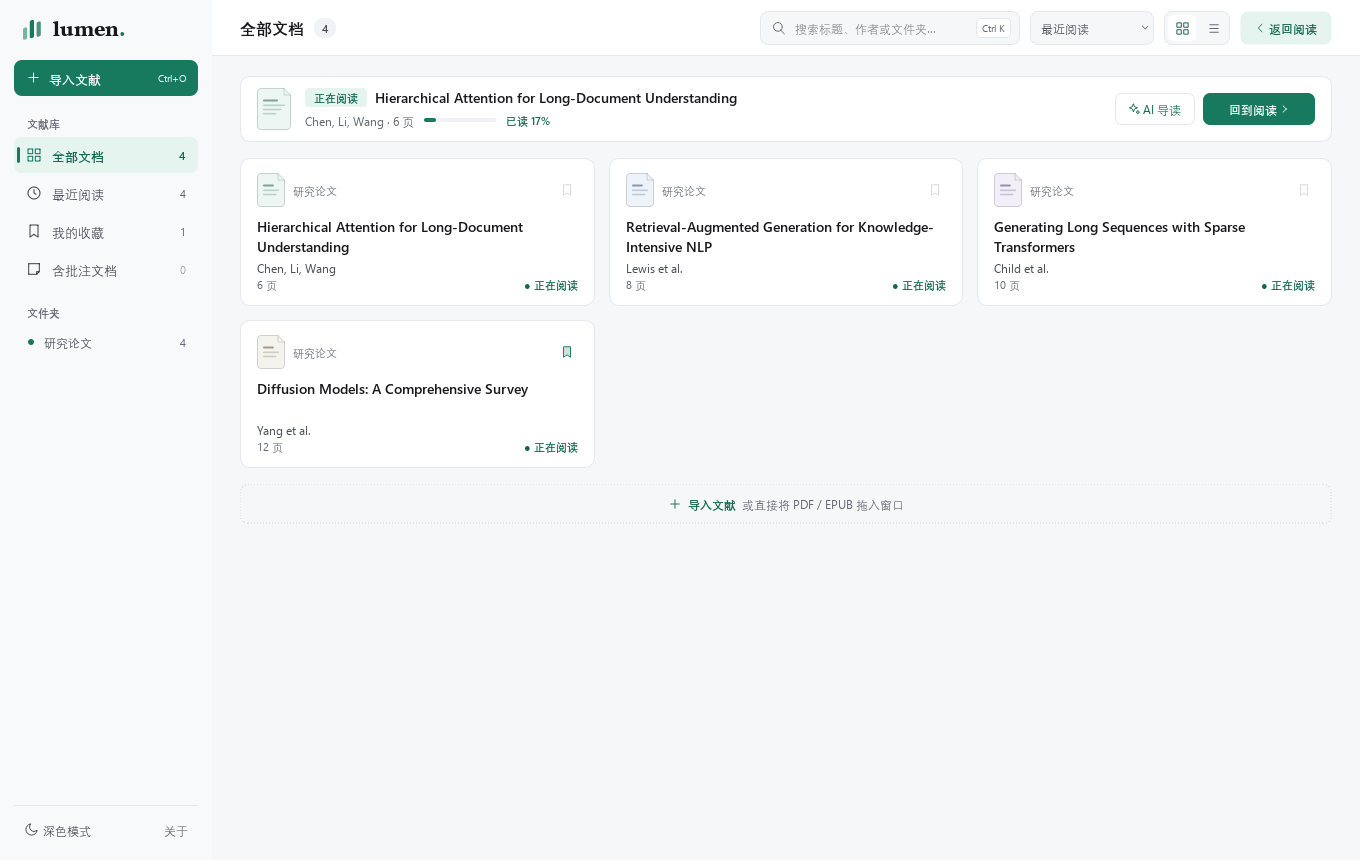 lumen.
导入文献 Ctrl+O
文献库
全部文档 4
最近阅读 4
我的收藏 1
含批注文档 0
文件夹
研究论文 4
深色模式 关于
全部文档 4
搜索标题、作者或文件夹... Ctrl K
最近阅读
返回阅读
正在阅读 Hierarchical Attention for Long-Document Understanding
Chen, Li, Wang · 6 页 已读 17%
AI 导读
回到阅读
研究论文
Hierarchical Attention for Long-Document
Understanding
Chen, Li, Wang
6 页 正在阅读
研究论文
Retrieval-Augmented Generation for Knowledge-
Intensive NLP
Lewis et al.
8 页 正在阅读
研究论文
Generating Long Sequences with Sparse
Transformers
Child et al.
10 页 正在阅读
研究论文
Diffusion Models: A Comprehensive Survey
Yang et al.
12 页 正在阅读
导入文献 或直接将 PDF / EPUB 拖入窗口